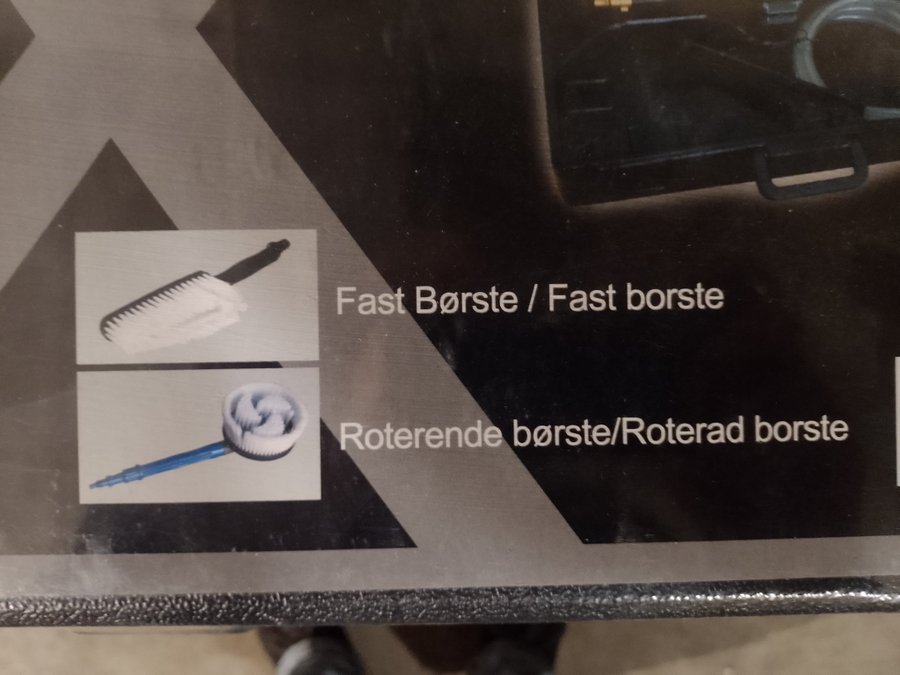 Fast Børste / Fast borste
Roterende børste/Roterad borste